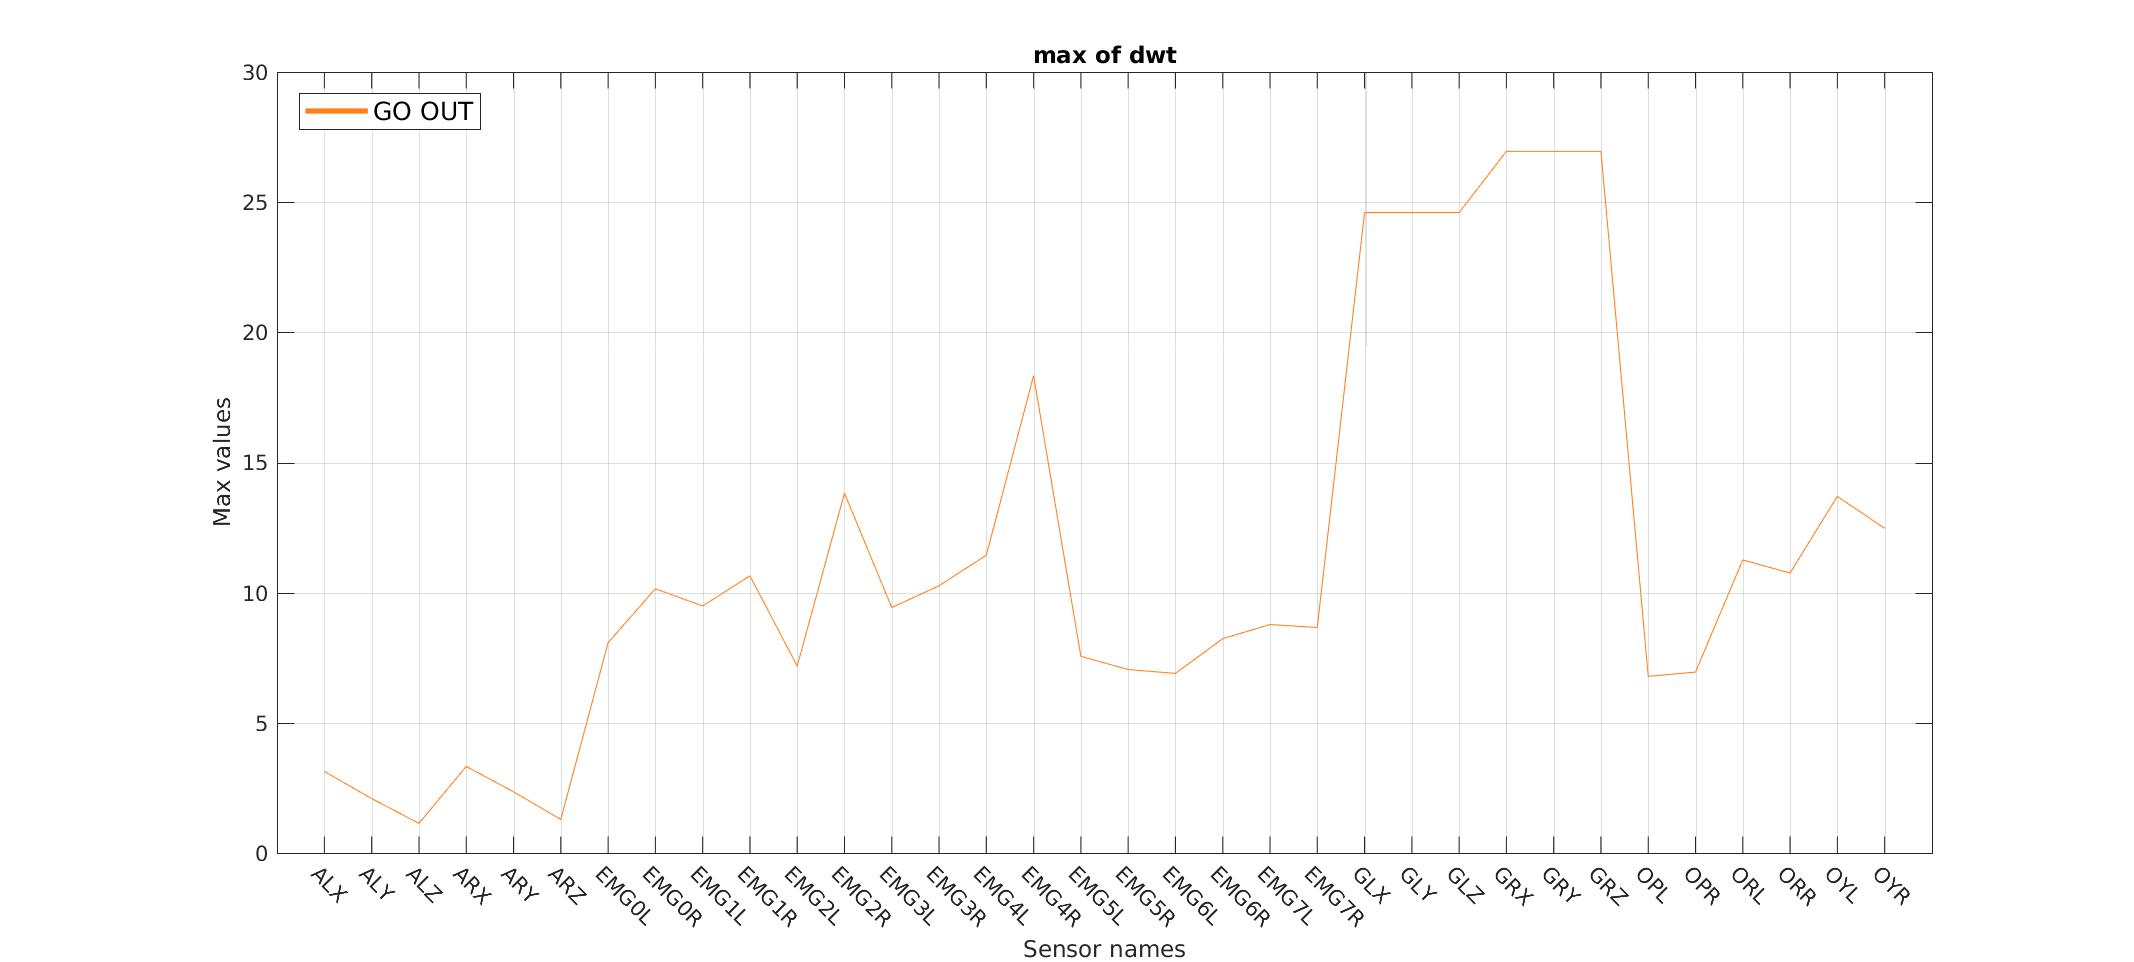 max of dwt
GO OUT
30
25
20
15
10
5
0
Max values
ALX ALY ALZ ARX ARY ARZ EMG0L EMG0R EMG1L EMG1R EMG2L EMG2R EMG3L EMG3R EMG4L EMG4R EMG5L EMG5R EMG6L EMG6R EMG7L EMG7R GLX GLY GLZ GRX GRY GRZ OPL OPR ORL ORR OYL OYR
Sensor names